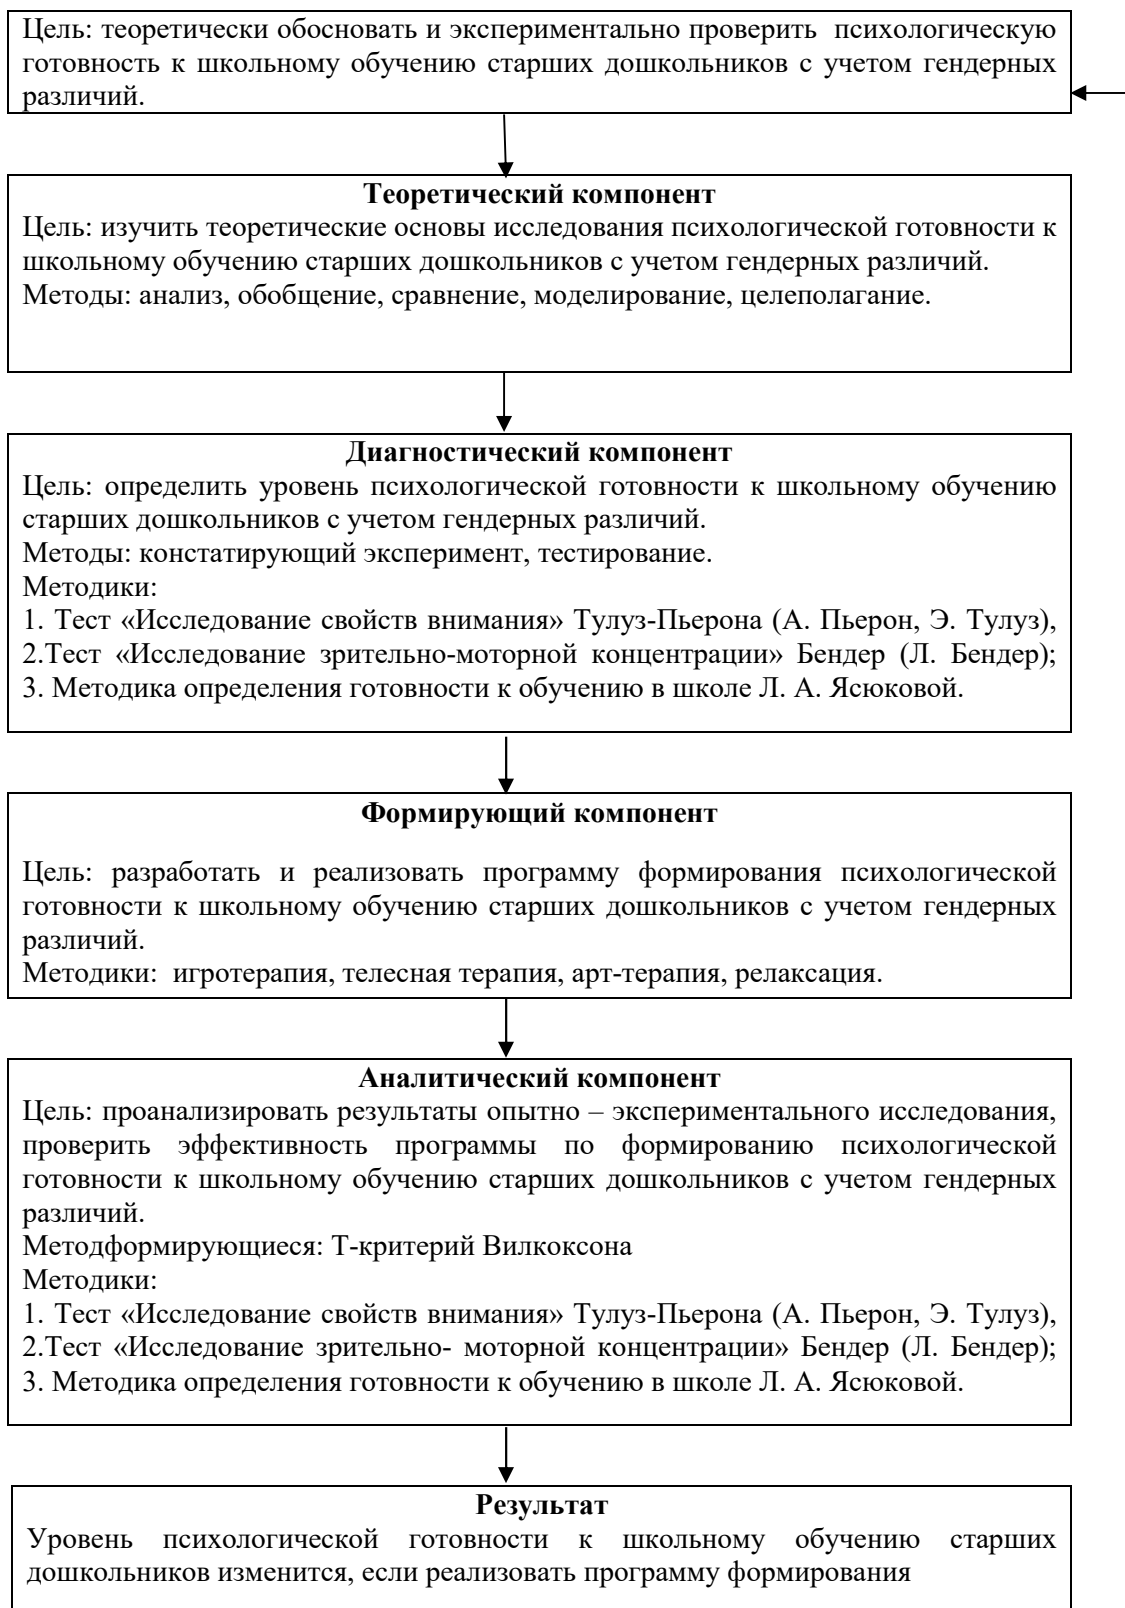 Цель: теоретически обосновать и экспериментально проверить психологическую
готовность к школьному обучению старших дошкольников с учетом гендерных
различий.
Теоретический компонент
Цель: изучить теоретические основы исследования психологической готовности к
школьному обучению старших дошкольников с учетом гендерных различий.
Методы: анализ, обобщение, сравнение, моделирование, целеполагание.
Диагностический компонент
Цель: определить уровень психологической готовности к школьному обучению
старших дошкольников с учетом гендерных различий.
Методы: констатирующий эксперимент, тестирование.
Методики:
1. Тест «Исследование свойств внимания» Тулуз-Пьерона (А. Пьерон, Э. Тулуз),
2.Тест «Исследование зрительно-моторной концентрации» Бендер (Л. Бендер);
3. Методика определения готовности к обучению в школе Л. А. Ясюковой.
Формирующий компонент
Цель: разработать и реализовать программу формирования психологической
готовности к школьному обучению старших дошкольников с учетом гендерных
различий.
Методики: игротерапия, телесная терапия, арт-терапия, релаксация.
Аналитический компонент
Цель: проанализировать результаты опытно – экспериментального исследования,
проверить эффективность программы по формированию психологической
готовности к школьному обучению старших дошкольников с учетом гендерных
различий.
Методформирующиеся: Т-критерий Вилкоксона
Методики:
1. Тест «Исследование свойств внимания» Тулуз-Пьерона (А. Пьерон, Э. Тулуз),
2.Тест «Исследование зрительно- моторной концентрации» Бендер (Л. Бендер);
3. Методика определения готовности к обучению в школе Л. А. Ясюковой.
Результат
Уровень психологической готовности к школьному обучению старших
дошкольников изменится, если реализовать программу формирования